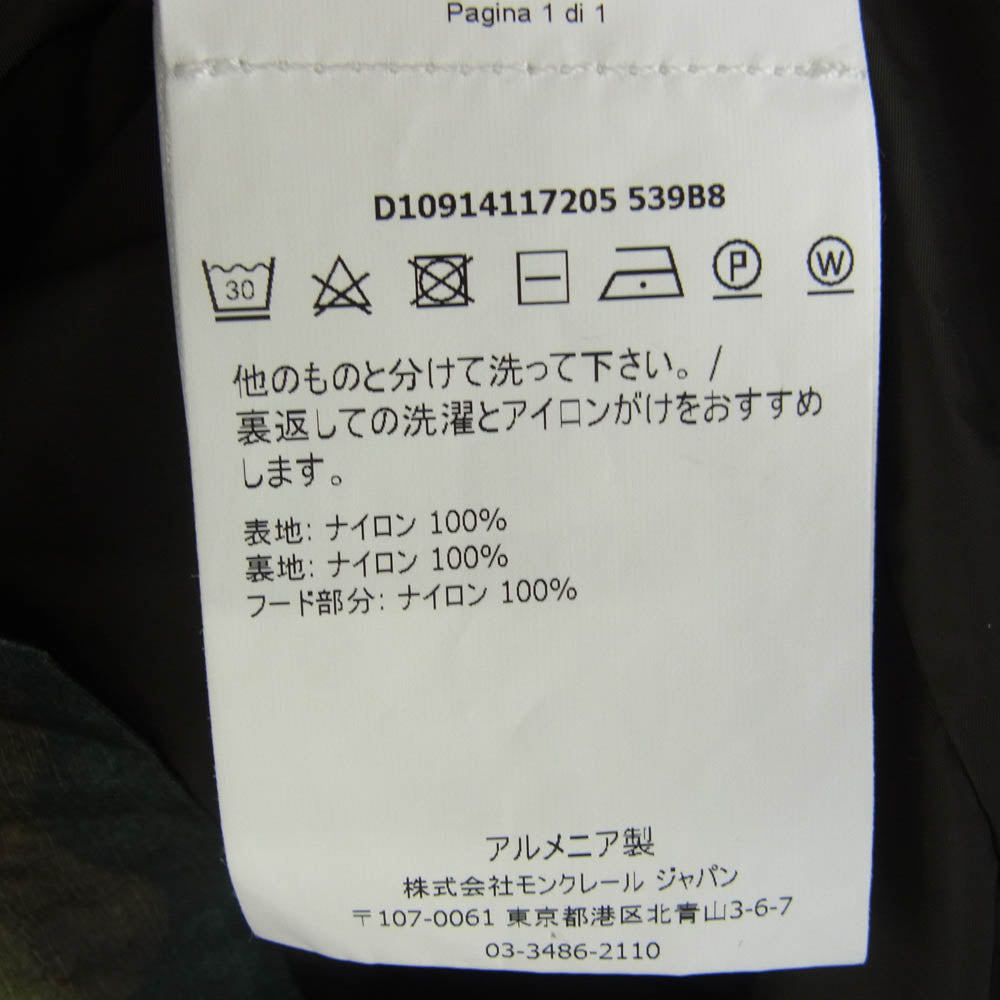 Pagina 1 di 1
D10914117205 539B8
30 P W
他のものと分けて洗って下さい。/
裏返しての洗濯とアイロンがけをおすすめ
します。
表地: ナイロン 100%
裏地: ナイロン 100%
フード部分: ナイロン 100%
アルメニア製
株式会社モンクレール ジャパン
〒107-0061 東京都港区北青山3-6-7
03-3486-2110